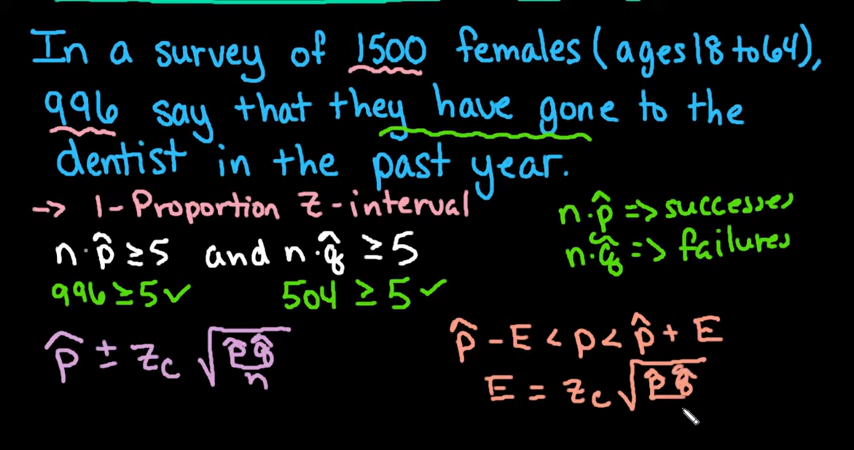 In a survey of 1500 females (ages 18 to 64),
996 say that they have gone to the
dentist in the past year.
→ 1-Proportion Z-interval
n·p̂ => successes
n·q̂ => failures
n·p̂ ≥ 5 and n·q̂ ≥ 5
996 ≥ 5 ✓ 504 ≥ 5 ✓
p̂ ± zc √(p̂q̂/n)
p̂ - E < p < p̂ + E
E = zc √(p̂q̂